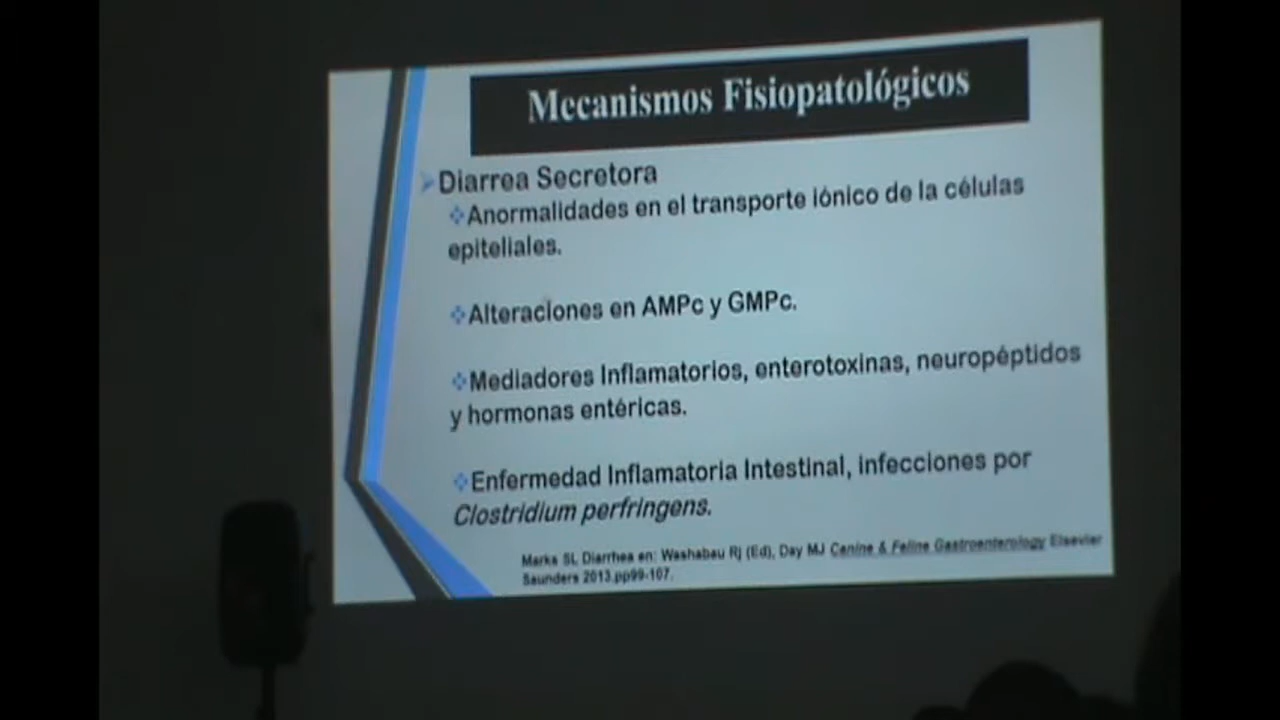 Mecanismos Fisiopatológicos
Diarrea Secretora
Anormalidades en el transporte iónico de la células
epiteliales.
Alteraciones en AMPc y GMPc.
Mediadores Inflamatorios, enterotoxinas, neuropéptidos
y hormonas entéricas.
Enfermedad Inflamatoria Intestinal, infecciones por
Clostridium perfringens.
Marks SL Diarrhea en: Washabau Rj (Ed), Day MJ Canine & Feline Gastroenterology Elsevier
Saunders 2013.pp99-107.